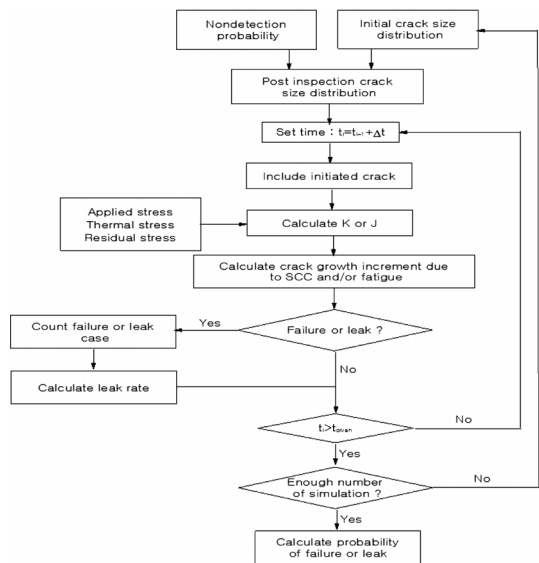 Nondetection
probability
Initial crack size
distribution
Post inspection crack
size distribution
Set time : tᵢ=tᵢ₋₁+Δt
Include initiated crack
Applied stress
Thermal stress
Residual stress
Calculate K or J
Calculate crack growth increment due
to SCC and/or fatigue
Count failure or leak
case
Yes
Failure or leak ?
No
Calculate leak rate
tᵢ>t_given
No
Yes
Enough number
of simulation ?
No
Yes
Calculate probability
of failure or leak